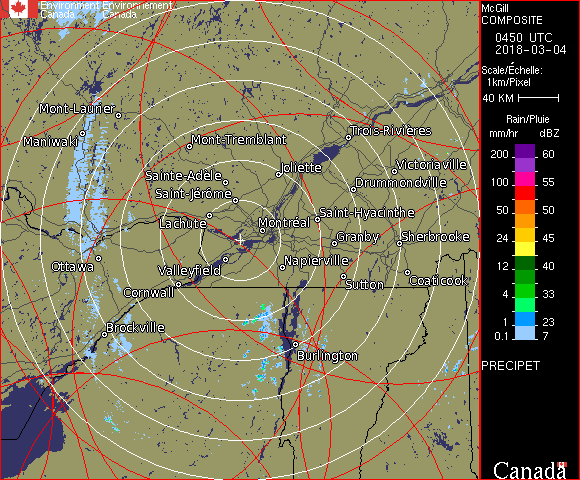 Environment Environnement
Canada Canada
McGill
COMPOSITE
0450 UTC
2018-03-04
Scale/Échelle:
1km/Pixel
40 KM
Rain/Pluie
mm/hr dBZ
200 60
55
100 55
50 50
24 45
12 40
4 33
1 23
0.1 7
PRECIPET
Canada
Mont-Laurier
Maniwaki
Mont-Tremblant
Trois-Rivières
Sainte-Adèle
Joliette
Victoriaville
Saint-Jérôme
Drummondville
Lachute
Montréal
Saint-Hyacinthe
Granby
Sherbrooke
Ottawa
Valleyfield
Napierville
Cornwall
Sutton
Coaticook
Brockville
Burlington